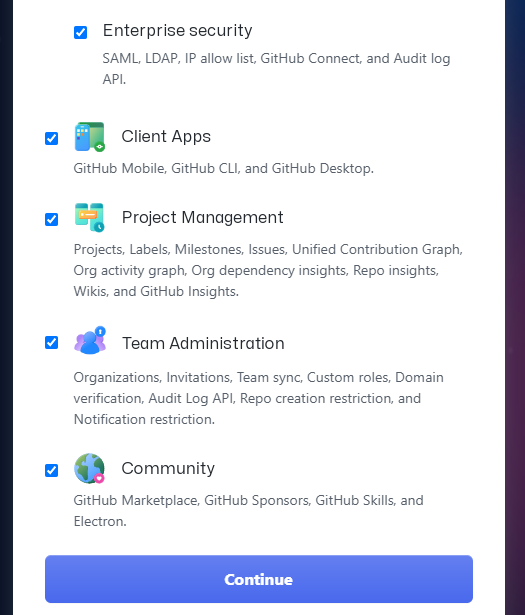 Enterprise security
SAML, LDAP, IP allow list, GitHub Connect, and Audit log
API.
Client Apps
GitHub Mobile, GitHub CLI, and GitHub Desktop.
Project Management
Projects, Labels, Milestones, Issues, Unified Contribution Graph,
Org activity graph, Org dependency insights, Repo insights,
Wikis, and GitHub Insights.
Team Administration
Organizations, Invitations, Team sync, Custom roles, Domain
verification, Audit Log API, Repo creation restriction, and
Notification restriction.
Community
GitHub Marketplace, GitHub Sponsors, GitHub Skills, and
Electron.
Continue